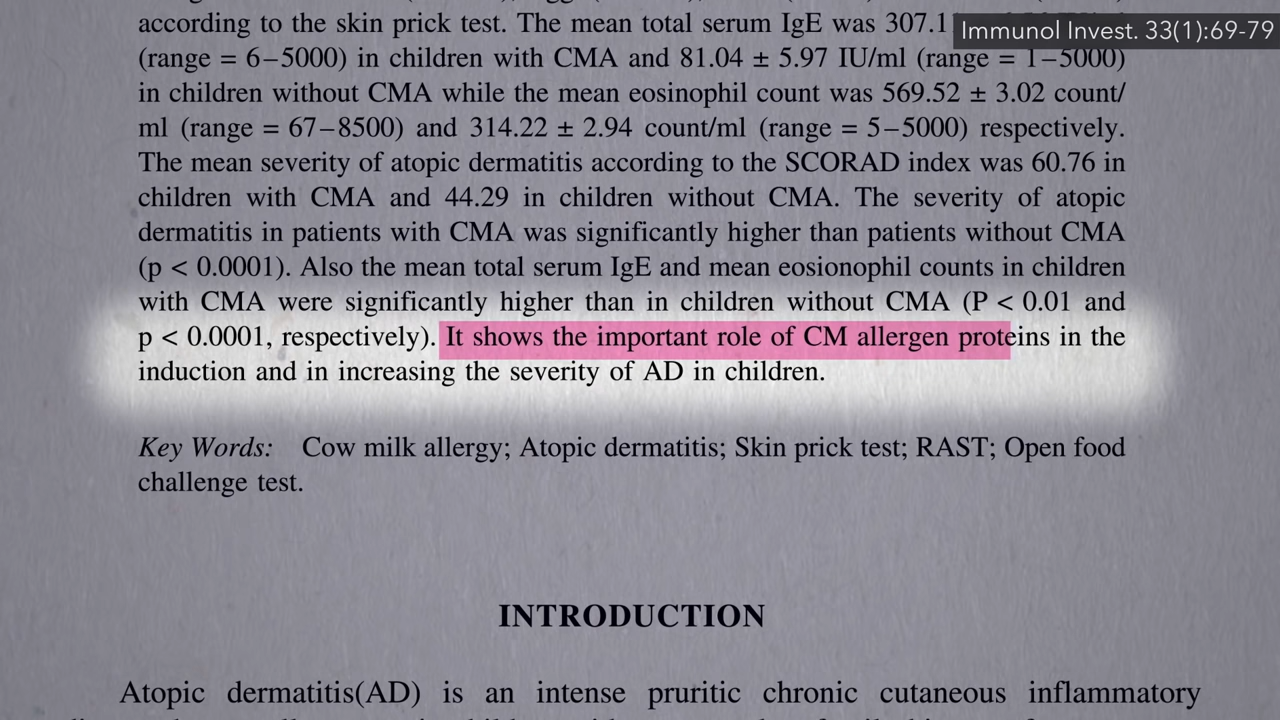 according to the skin prick test. The mean total serum IgE was 307.1
Immunol Invest. 33(1):69-79
(range = 6–5000) in children with CMA and 81.04 ± 5.97 IU/ml (range = 1–5000)
in children without CMA while the mean eosinophil count was 569.52 ± 3.02 count/
ml (range = 67–8500) and 314.22 ± 2.94 count/ml (range = 5–5000) respectively.
The mean severity of atopic dermatitis according to the SCORAD index was 60.76 in
children with CMA and 44.29 in children without CMA. The severity of atopic
dermatitis in patients with CMA was significantly higher than patients without CMA
(p < 0.0001). Also the mean total serum IgE and mean eosionophil counts in children
with CMA were significantly higher than in children without CMA (P < 0.01 and
p < 0.0001, respectively). It shows the important role of CM allergen proteins in the
induction and in increasing the severity of AD in children.
Key Words: Cow milk allergy; Atopic dermatitis; Skin prick test; RAST; Open food
challenge test.
INTRODUCTION
Atopic dermatitis(AD) is an intense pruritic chronic cutaneous inflammatory